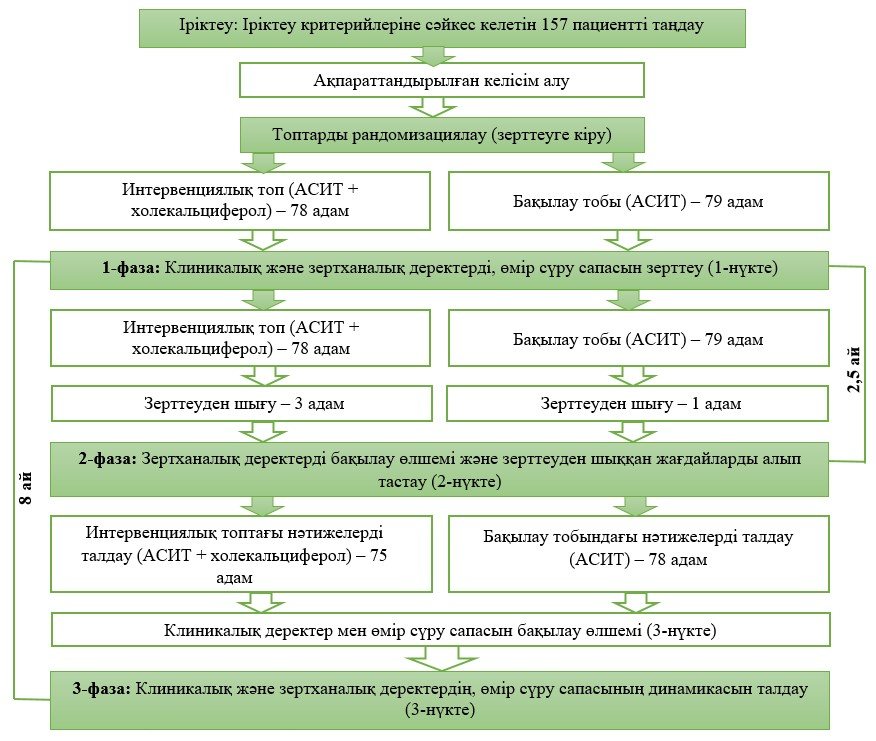 Іріктеу: Іріктеу критерийлеріне сәйкес келетін 157 пациентті таңдау
Ақпараттандырылған келісім алу
Топтарды рандомизациялау (зерттеуге кіру)
Интервенциялық топ (АСИТ +
холекальциферол) – 78 адам
Бақылау тобы (АСИТ) – 79 адам
1-фаза: Клиникалық және зертханалық деректерді, өмір сүру сапасын зерттеу (1-нүкте)
Интервенциялық топ (АСИТ +
холекальциферол) – 78 адам
Бақылау тобы (АСИТ) – 79 адам
Зерттеуден шығу – 3 адам
Зерттеуден шығу – 1 адам
2,5 ай
2-фаза: Зертханалық деректерді бақылау өлшемі және зерттеуден шыққан жағдайларды алып
тастау (2-нүкте)
8 ай
Интервенциялық топтағы нәтижелерді
талдау (АСИТ + холекальциферол) – 75
адам
Бақылау тобындағы нәтижелерді талдау
(АСИТ) – 78 адам
Клиникалық деректер мен өмір сүру сапасын бақылау өлшемі (3-нүкте)
3-фаза: Клиникалық және зертханалық деректердің, өмір сүру сапасының динамикасын талдау
(3-нүкте)